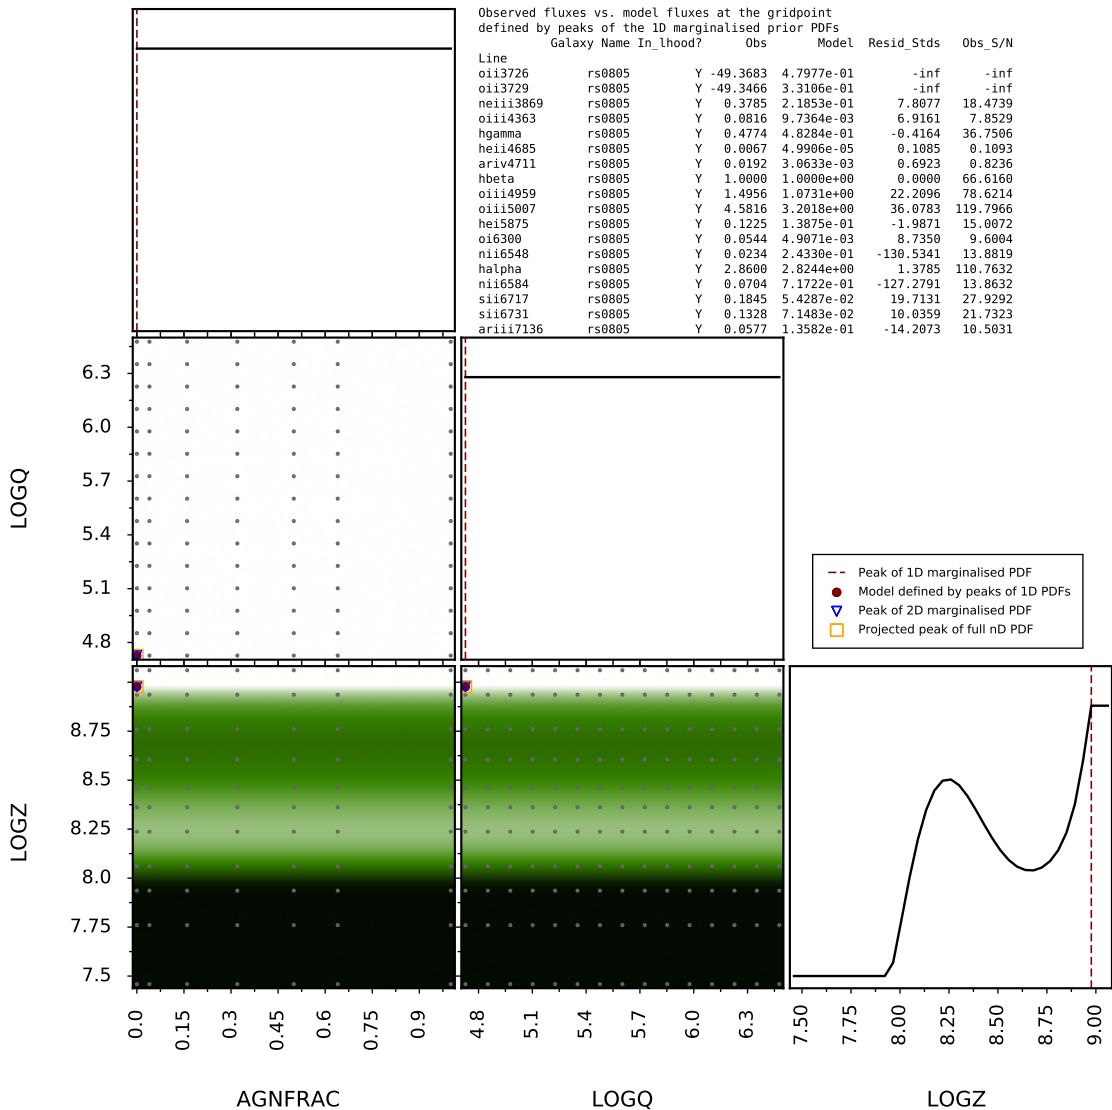 Observed fluxes vs. model fluxes at the gridpoint
defined by peaks of the 1D marginalised prior PDFs
Galaxy Name In_lhood? Obs Model Resid_Stds Obs_S/N
Line
oii3726 rs0805 Y -49.3683 4.7977e-01 -inf -inf
oii3729 rs0805 Y -49.3466 3.3106e-01 -inf -inf
neiii3869 rs0805 Y 0.3785 2.1853e-01 7.8077 18.4739
oiii4363 rs0805 Y 0.0816 9.7364e-03 6.9161 7.8529
hgamma rs0805 Y 0.4774 4.8284e-01 -0.4164 36.7506
heii4685 rs0805 Y 0.0067 4.9906e-05 0.1085 0.1093
ariv4711 rs0805 Y 0.0192 3.0633e-03 0.6923 0.8236
hbeta rs0805 Y 1.0000 1.0000e+00 0.0000 66.6160
oiii4959 rs0805 Y 1.4956 1.0731e+00 22.2096 78.6214
oiii5007 rs0805 Y 4.5816 3.2018e+00 36.0783 119.7966
hei5875 rs0805 Y 0.1225 1.3875e-01 -1.9871 15.0072
oi6300 rs0805 Y 0.0544 4.9071e-03 8.7350 9.6004
nii6548 rs0805 Y 0.0234 2.4330e-01 -130.5341 13.8819
halpha rs0805 Y 2.8600 2.8244e+00 1.3785 110.7632
nii6584 rs0805 Y 0.0704 7.1722e-01 -127.2791 13.8632
sii6717 rs0805 Y 0.1845 5.4287e-02 19.7131 27.9292
sii6731 rs0805 Y 0.1328 7.1483e-02 10.0359 21.7323
ariii7136 rs0805 Y 0.0577 1.3582e-01 -14.2073 10.5031
6.3
6.0
5.7
5.4
5.1
4.8
LOGQ
Peak of 1D marginalised PDF
Model defined by peaks of 1D PDFs
Peak of 2D marginalised PDF
Projected peak of full nD PDF
8.75
8.5
8.25
8.0
7.75
7.5
LOGZ
0.0 0.15 0.3 0.45 0.6 0.75 0.9
4.8 5.1 5.4 5.7 6.0 6.3
7.50 7.75 8.00 8.25 8.50 8.75 9.00
AGNFRAC LOGQ LOGZ